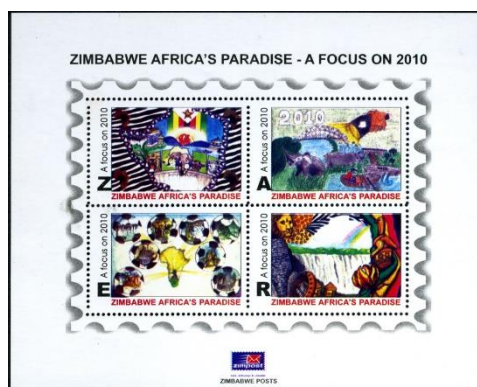 ZIMBABWE AFRICA'S PARADISE - A FOCUS ON 2010
A focus on 2010
Z
ZIMBABWE AFRICA'S PARADISE
A focus on 2010
2010
A
ZIMBABWE AFRICA'S PARADISE
A focus on 2010
E
ZIMBABWE AFRICA'S PARADISE
A focus on 2010
R
ZIMBABWE AFRICA'S PARADISE
zimpost
ZIMBABWE POSTS